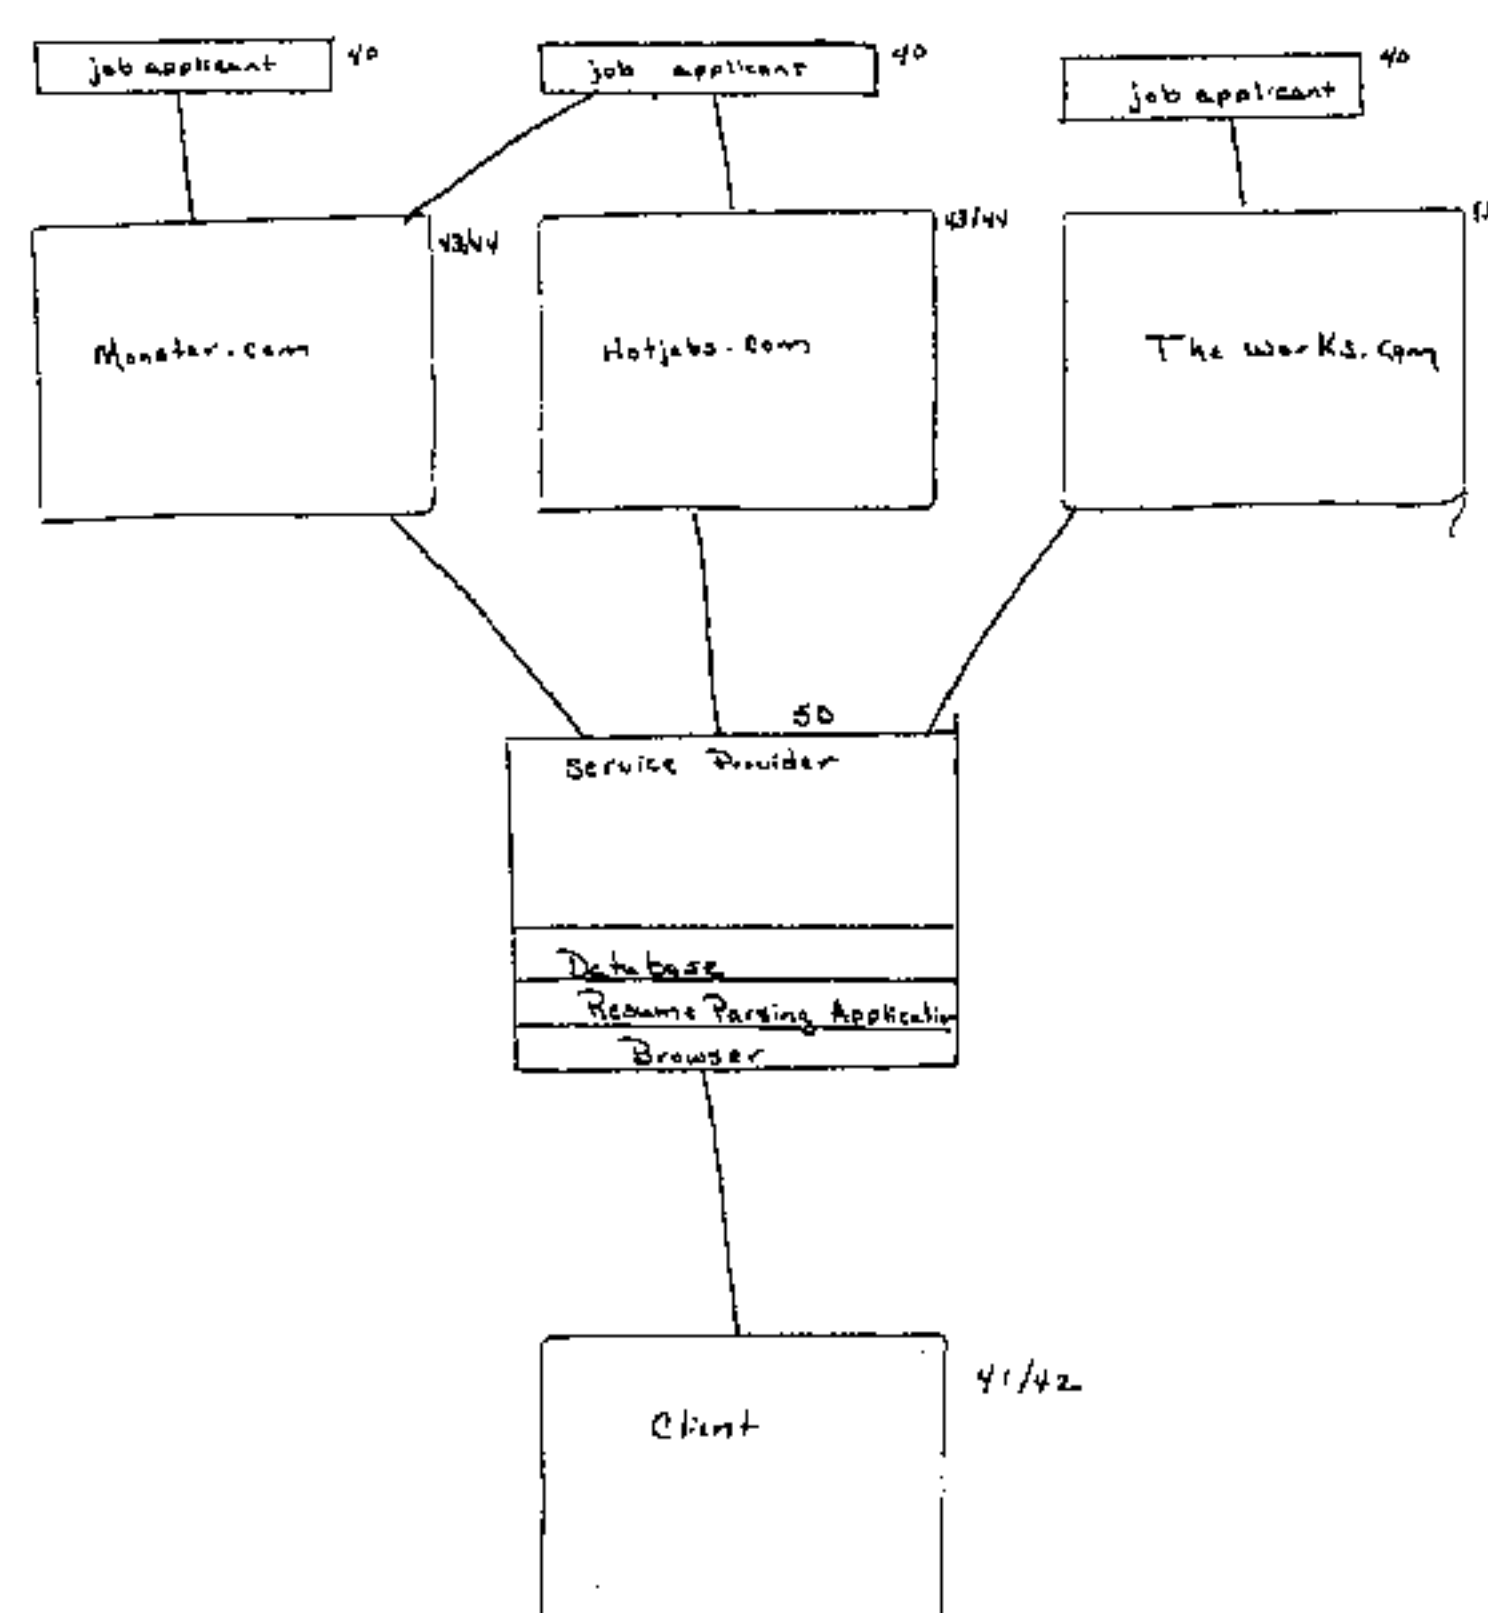 job applicant 40
job applicant 40
job applicant 40
43/44
43/44
Monster.com
Hotjobs.com
The works.com
50
Service Provider
Database
Resume Parsing Application
Browser
41/42
Client